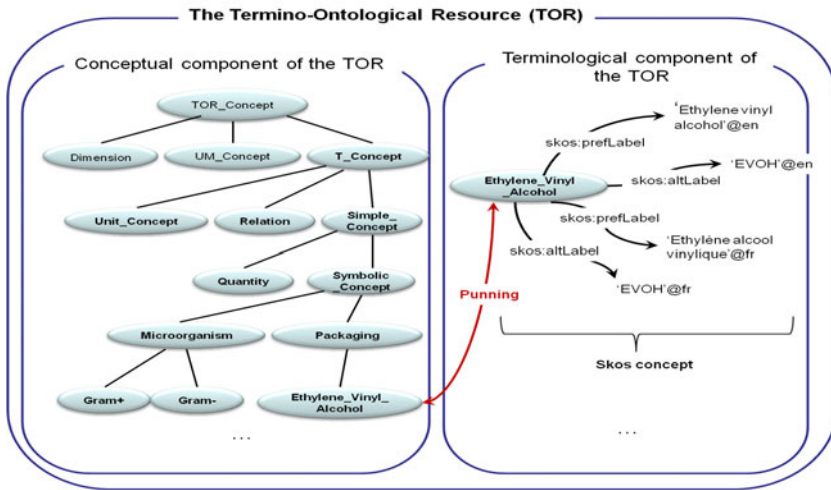 The Termino-Ontological Resource (TOR)
Conceptual component of the TOR
TOR_Concept
Dimension
UM_Concept
T_Concept
Unit_Concept
Relation
Simple_
Concept
Quantity
Symbolic
_Concept
Microorganism
Packaging
Gram+
Gram-
Ethylene_Vinyl_
Alcohol
...
Punning
Terminological component of
the TOR
Ethylene_Vinyl
_Alcohol
skos:prefLabel
'Ethylene vinyl
alcohol'@en
skos:altLabel
'EVOH'@en
skos:prefLabel
'Ethylène alcool
vinylique'@fr
skos:altLabel
'EVOH'@fr
Skos concept
...